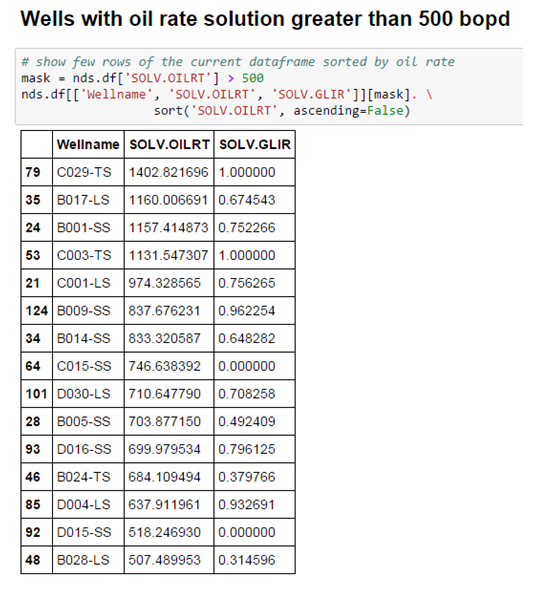 Wells with oil rate solution greater than 500 bopd
# show few rows of the current dataframe sorted by oil rate
mask = nds.df['SOLV.OILRT'] > 500
nds.df[['Wellname', 'SOLV.OILRT', 'SOLV.GLIR']][mask]. \
sort('SOLV.OILRT', ascending=False)
Wellname SOLV.OILRT SOLV.GLIR
79 C029-TS 1402.821696 1.000000
35 B017-LS 1160.006691 0.674543
24 B001-SS 1157.414873 0.752266
53 C003-TS 1131.547307 1.000000
21 C001-LS 974.328565 0.756265
124 B009-SS 837.676231 0.962254
34 B014-SS 833.320587 0.648282
64 C015-SS 746.638392 0.000000
101 D030-LS 710.647790 0.708258
28 B005-SS 703.877150 0.492409
93 D016-SS 699.979534 0.796125
46 B024-TS 684.109494 0.379766
85 D004-LS 637.911961 0.932691
92 D015-SS 518.246930 0.000000
48 B028-LS 507.489953 0.314596